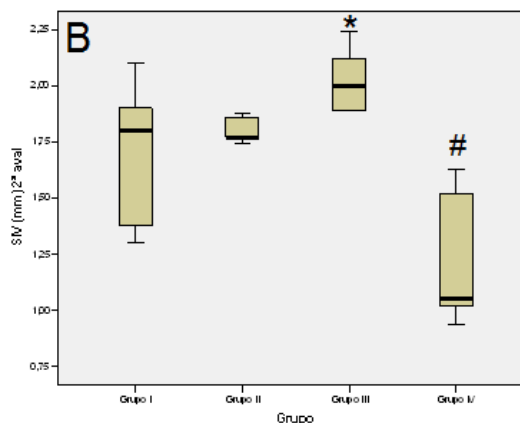 B
SIV (mm) 2ª aval
2,25
2,00
1,75
1,50
1,25
1,00
0,75
*
#
Grupo I
Grupo II
Grupo III
Grupo IV
Grupo